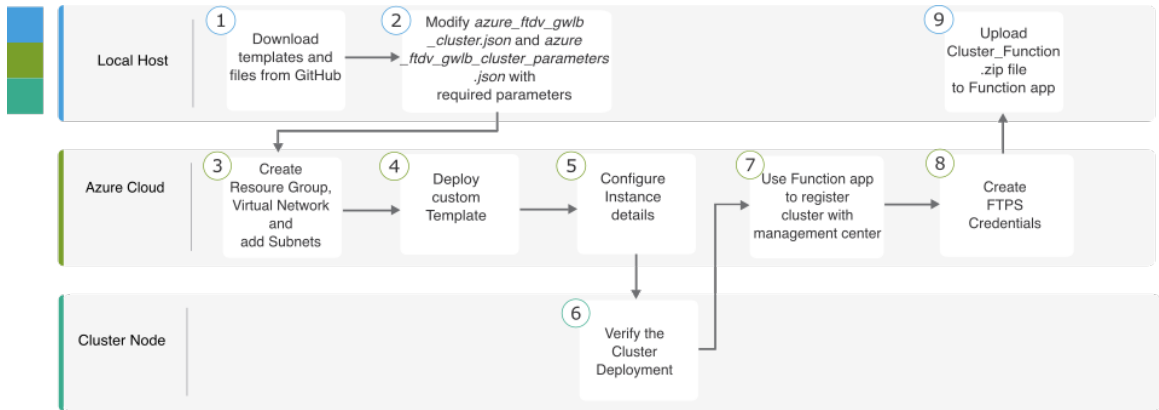 Local Host
1
Download
templates and
files from GitHub
2
Modify azure_ftdv_gwlb
_cluster.json and azure
_ftdv_gwlb_cluster_parameters
.json with
required parameters
9
Upload
Cluster_Function
.zip file
to Function app
Azure Cloud
3
Create
Resoure Group,
Virtual Network
and
add Subnets
4
Deploy
custom
Template
5
Configure
Instance
details
7
Use Function app
to register
cluster with
management center
8
Create
FTPS
Credentials
Cluster Node
6
Verify the
Cluster
Deployment